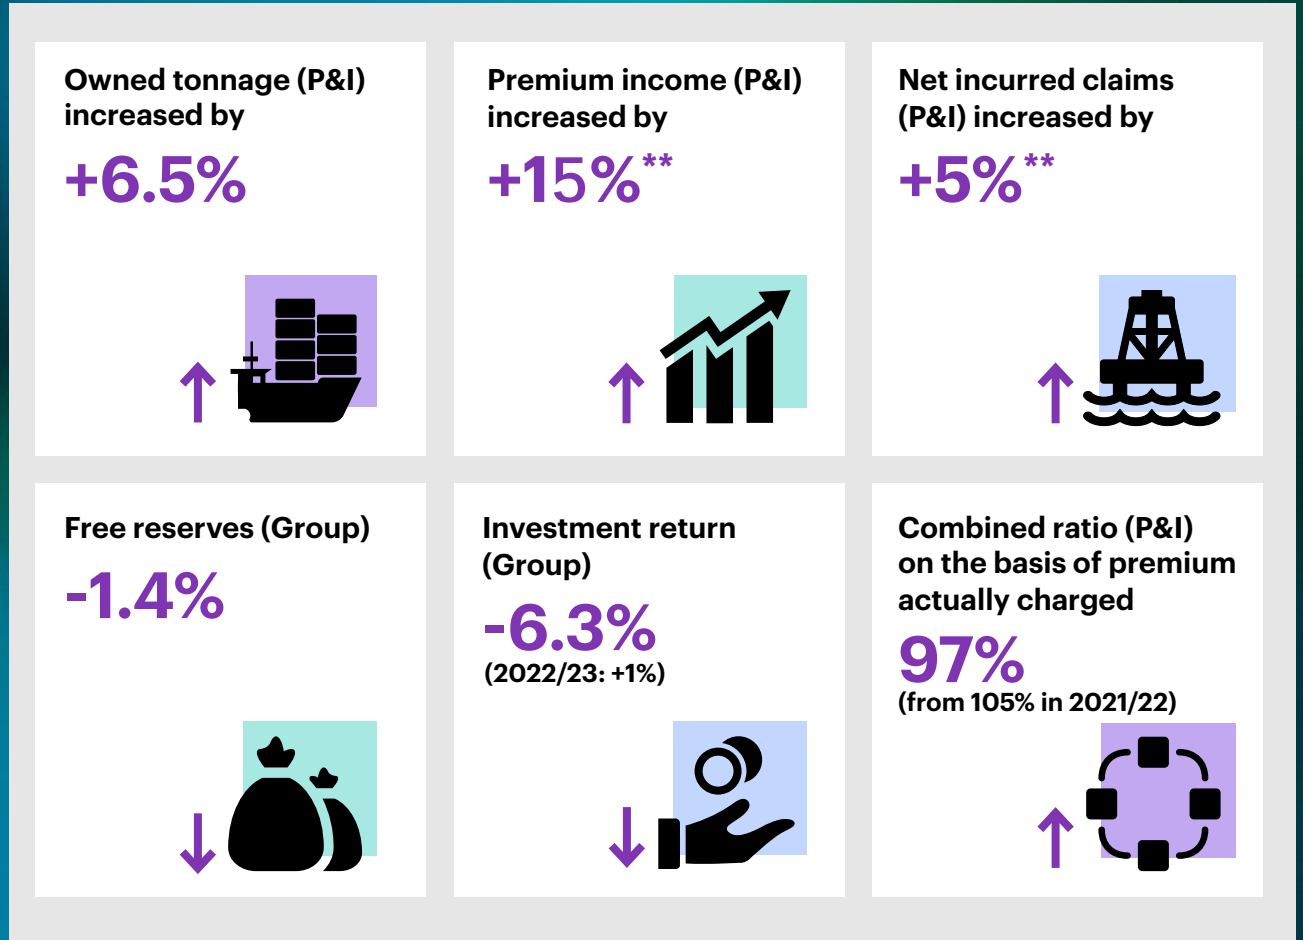 Owned tonnage (P&I)
increased by
+6.5%
Premium income (P&I)
increased by
+15%**
Net incurred claims
(P&I) increased by
+5%**
Free reserves (Group)
-1.4%
Investment return
(Group)
-6.3%
(2022/23: +1%)
Combined ratio (P&I)
on the basis of premium
actually charged
97%
(from 105% in 2021/22)